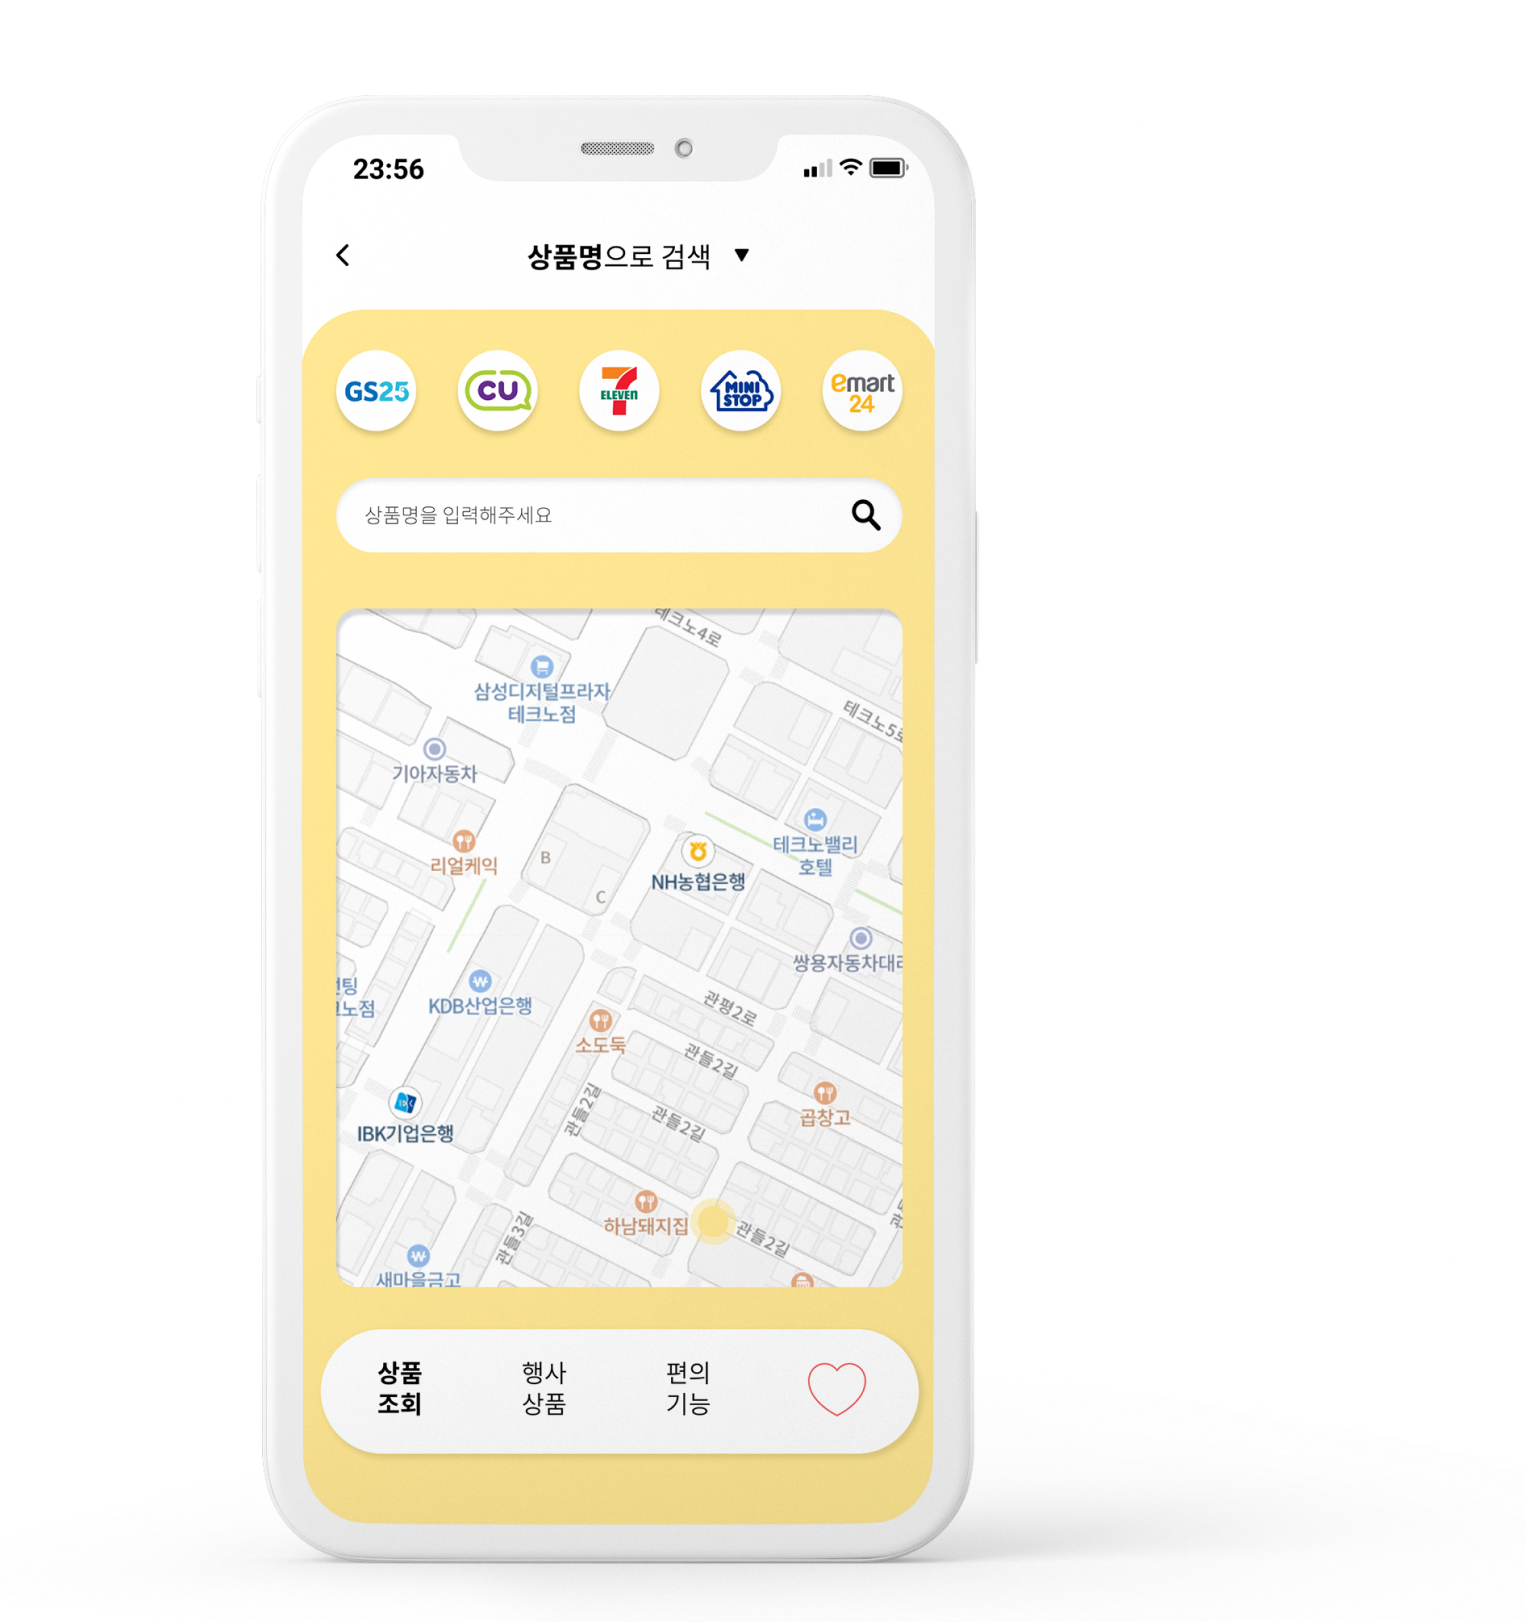 23:56
상품명으로 검색 ▼
GS25
CU
7
ELEVEN
MINI
STOP
emart
24
상품명을 입력해주세요
테크노4로
삼성디지털프라자
테크노점
테크노5로
기아자동차
테크노밸리
호텔
리얼케익
B
NH농협은행
C
쌍용자동차대리
팅
노점
KDB산업은행
관평2로
소도둑
관들2길
곱창고
관들2길
관들2길
IBK기업은행
하남돼지집
관들2길
관들3길
새마을금고
상품
조회
행사
상품
편의
기능